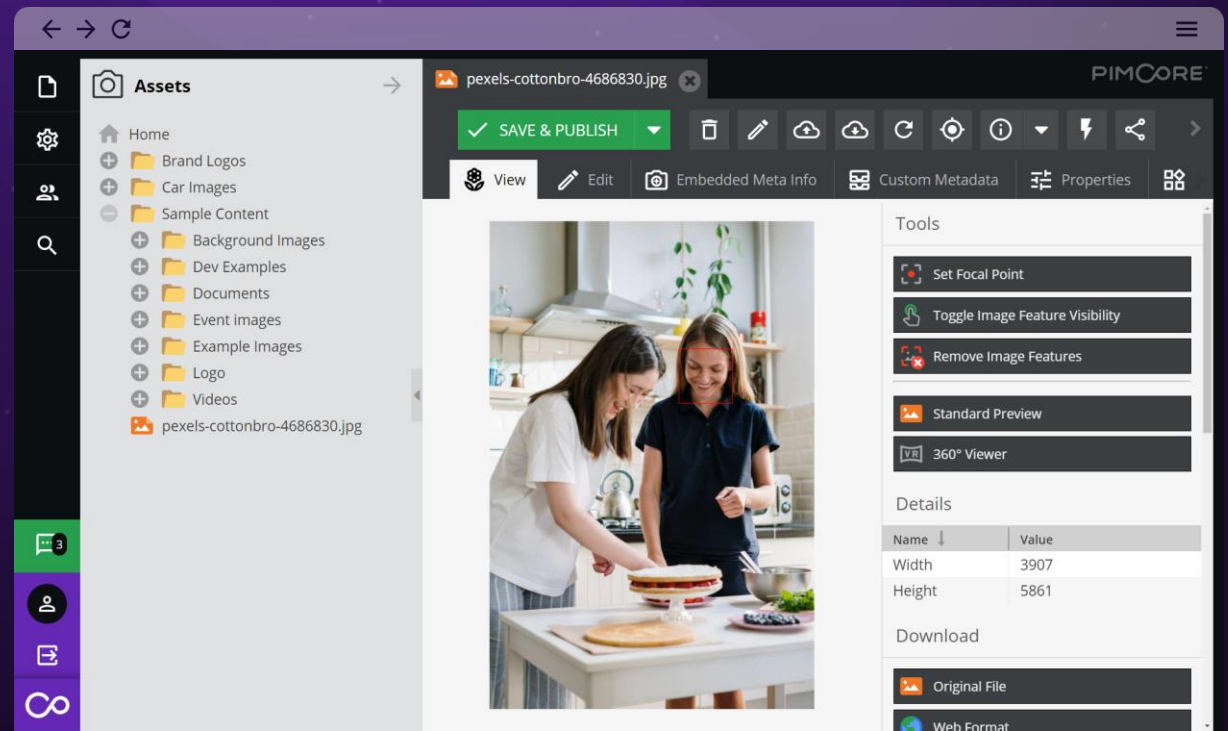 Assets
Home
Brand Logos
Car Images
Sample Content
Background Images
Dev Examples
Documents
Event images
Example Images
Logo
Videos
pexels-cottonbro-4686830.jpg
3
pexels-cottonbro-4686830.jpg
PIMCORE
SAVE & PUBLISH
View Edit Embedded Meta Info Custom Metadata Properties
Tools
Set Focal Point
Toggle Image Feature Visibility
Remove Image Features
Standard Preview
VR 360° Viewer
Details
Name Value
Width 3907
Height 5861
Download
Original File
Web Format